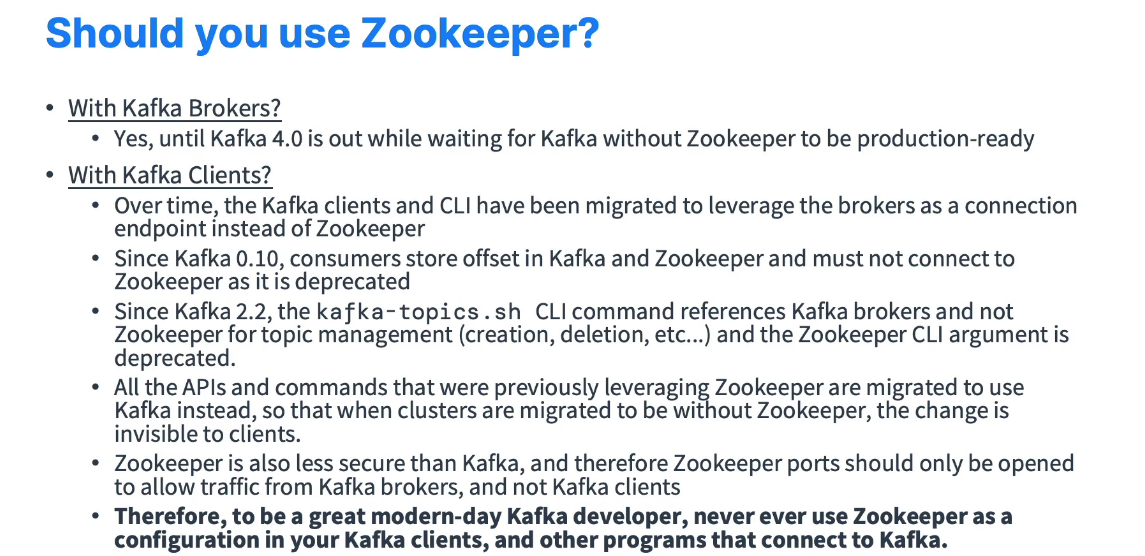 Should you use Zookeeper?
• With Kafka Brokers?
• Yes, until Kafka 4.0 is out while waiting for Kafka without Zookeeper to be production-ready
• With Kafka Clients?
• Over time, the Kafka clients and CLI have been migrated to leverage the brokers as a connection
endpoint instead of Zookeeper
• Since Kafka 0.10, consumers store offset in Kafka and Zookeeper and must not connect to
Zookeeper as it is deprecated
• Since Kafka 2.2, the kafka-topics.sh CLI command references Kafka brokers and not
Zookeeper for topic management (creation, deletion, etc...) and the Zookeeper CLI argument is
deprecated.
• All the APIs and commands that were previously leveraging Zookeeper are migrated to use
Kafka instead, so that when clusters are migrated to be without Zookeeper, the change is
invisible to clients.
• Zookeeper is also less secure than Kafka, and therefore Zookeeper ports should only be opened
to allow traffic from Kafka brokers, and not Kafka clients
• Therefore, to be a great modern-day Kafka developer, never ever use Zookeeper as a
configuration in your Kafka clients, and other programs that connect to Kafka.